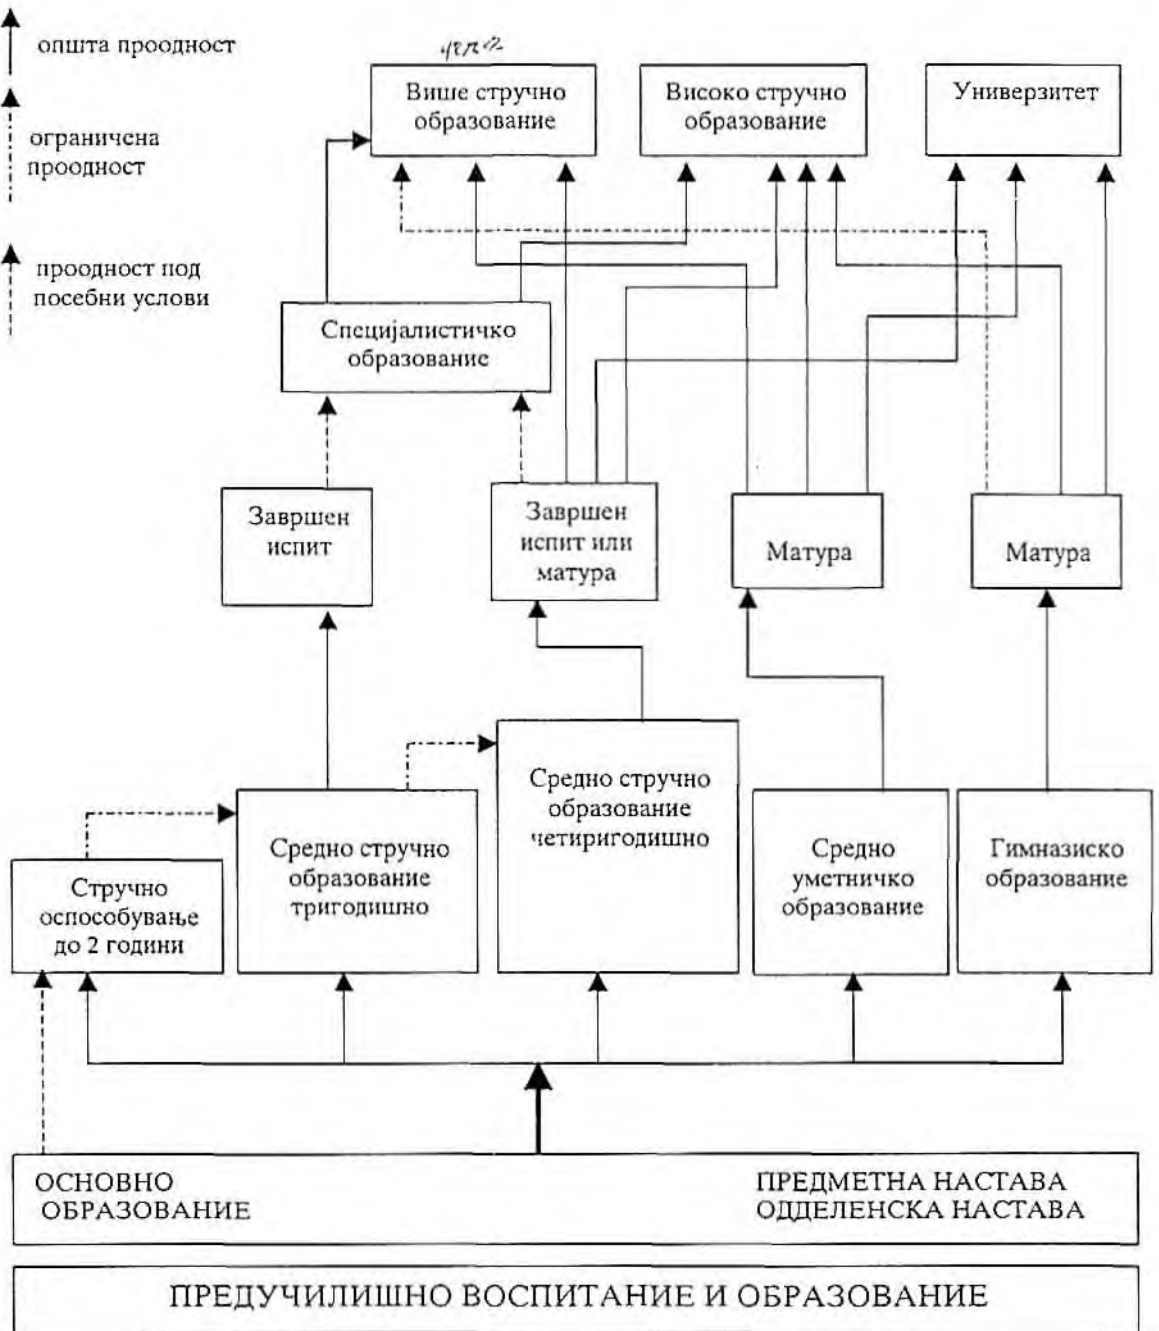 општа проодност
ограничена
проодност
проодност под
посебни услови
Више стручно
образование
Високо стручно
образование
Универзитет
Специјалистичко
образование
Завршен
испит
Завршен
испит или
матура
Матура
Матура
Стручно
оспособување
до 2 години
Средно стручно
образование
тригодишно
Средно стручно
образование
четиригодишно
Средно
уметничко
образование
Гимназиско
образование
ОСНОВНО
ОБРАЗОВАНИЕ
ПРЕДМЕТНА НАСТАВА
ОДДЕЛЕНСКА НАСТАВА
ПРЕДУЧИЛИШНО ВОСПИТАНИЕ И ОБРАЗОВАНИЕ